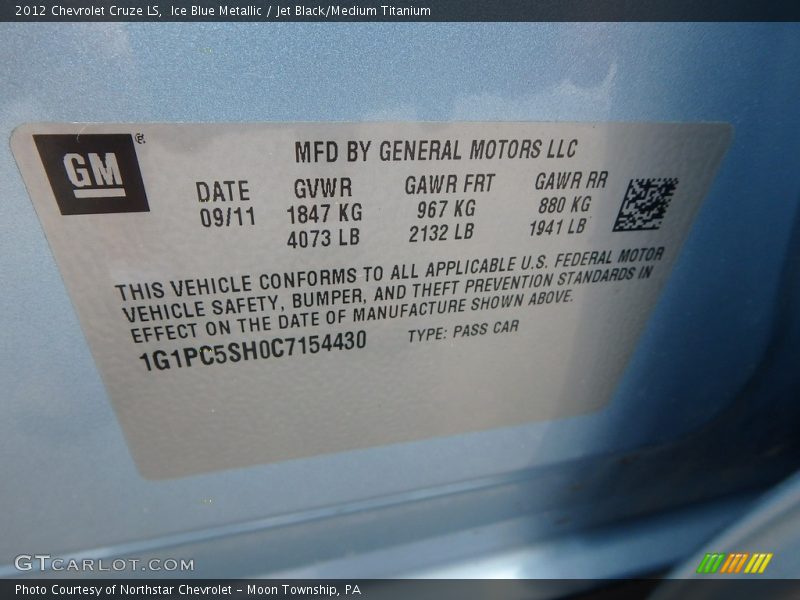 2012 Chevrolet Cruze LS,  Ice Blue Metallic / Jet Black/Medium Titanium
GM®
MFD BY GENERAL MOTORS LLC
DATE GVWR GAWR FRT GAWR RR
09/11 1847 KG 967 KG 880 KG
4073 LB 2132 LB 1941 LB
THIS VEHICLE CONFORMS TO ALL APPLICABLE U.S. FEDERAL MOTOR
VEHICLE SAFETY, BUMPER, AND THEFT PREVENTION STANDARDS IN
EFFECT ON THE DATE OF MANUFACTURE SHOWN ABOVE.
1G1PC5SH0C7154430 TYPE: PASS CAR
GTCARLOT.COM
Photo Courtesy of Northstar Chevrolet - Moon Township, PA